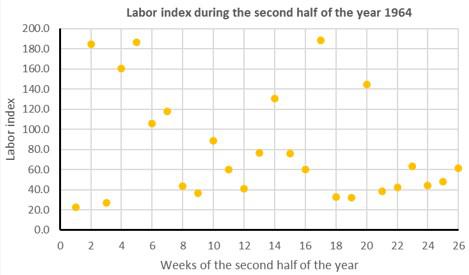 Labor index during the second half of the year 1964
200.0
180.0
160.0
140.0
120.0
100.0
80.0
60.0
40.0
20.0
0.0
Labor index
0 2 4 6 8 10 12 14 16 18 20 22 24 26
Weeks of the second half of the year